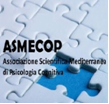 ASMECOP
Associazione Scientifica Mediterranea
di Psicologia Cognitiva